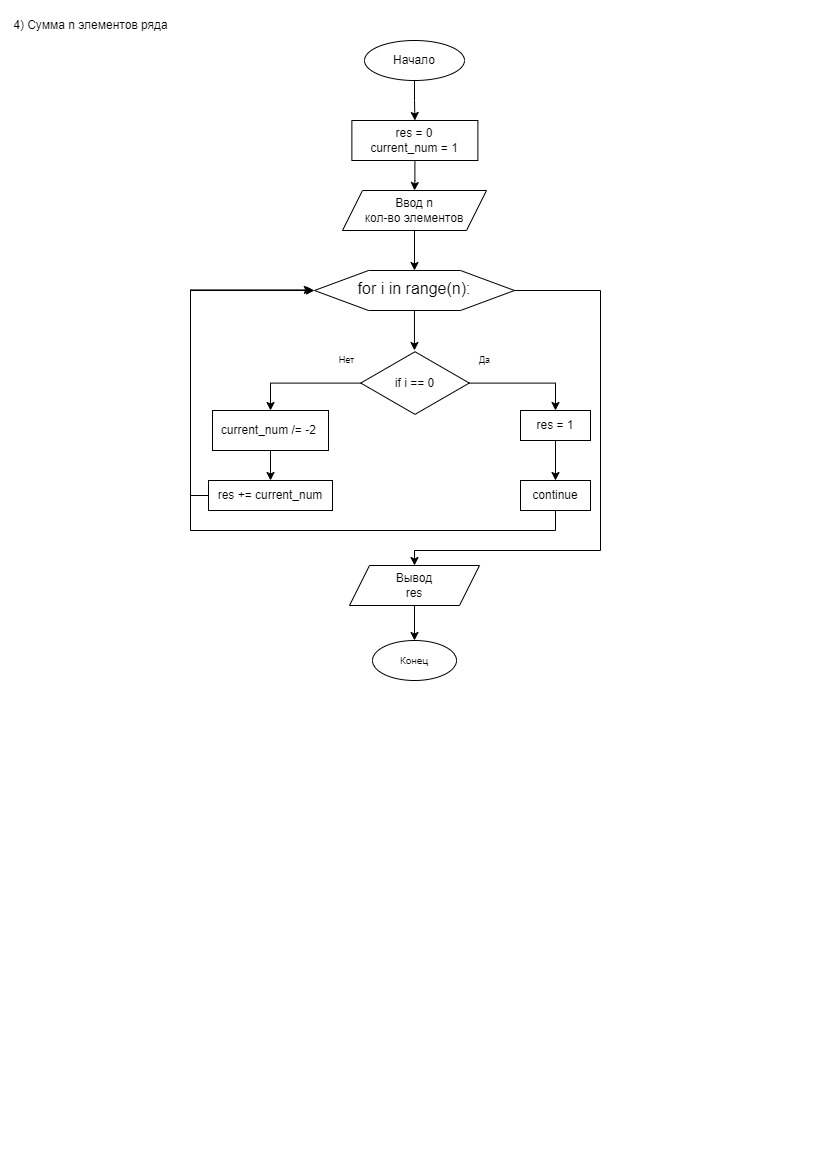 4) Сумма n элементов ряда
Начало
res = 0
current_num = 1
Ввод n
кол-во элементов
for i in range(n):
Нет
Да
if i == 0
current_num /= -2
res = 1
res += current_num
continue
Вывод
res
Конец